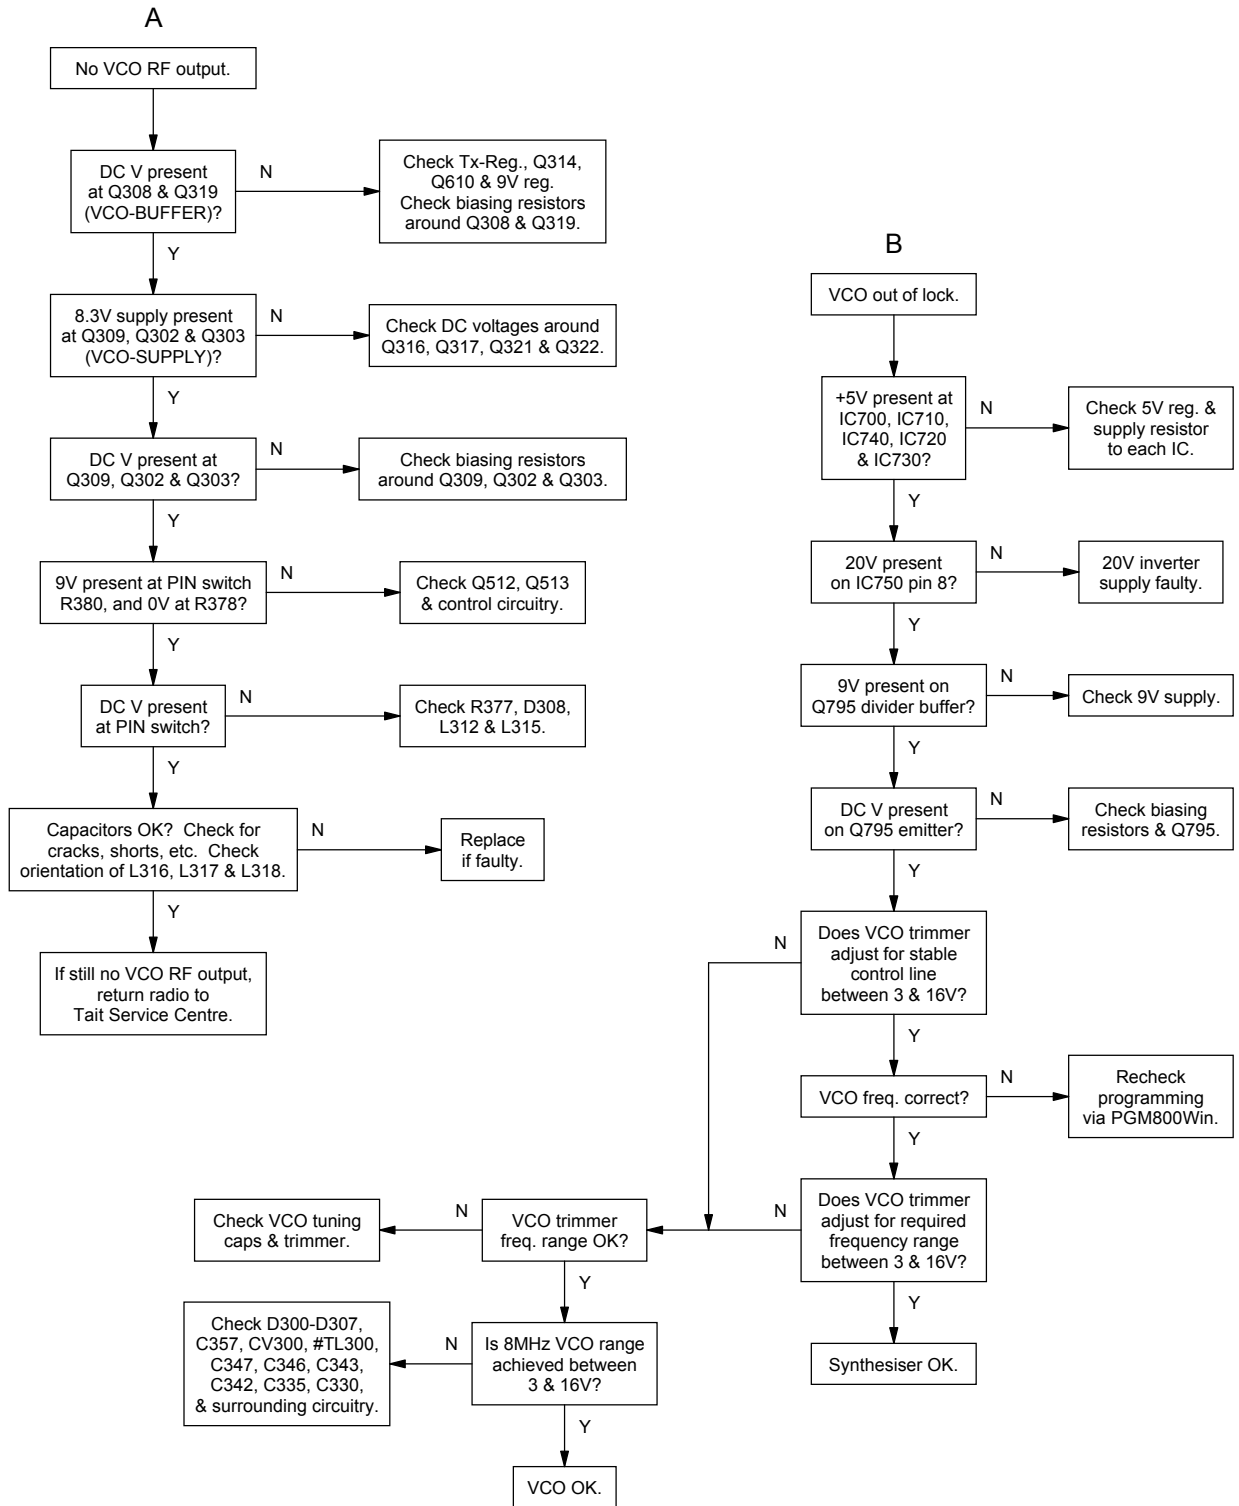 A
No VCO RF output.
DC V present
at Q308 & Q319
(VCO-BUFFER)?
N
Check Tx-Reg., Q314,
Q610 & 9V reg.
Check biasing resistors
around Q308 & Q319.
Y
8.3V supply present
at Q309, Q302 & Q303
(VCO-SUPPLY)?
N
Check DC voltages around
Q316, Q317, Q321 & Q322.
Y
DC V present at
Q309, Q302 & Q303?
N
Check biasing resistors
around Q309, Q302 & Q303.
Y
9V present at PIN switch
R380, and 0V at R378?
N
Check Q512, Q513
& control circuitry.
Y
DC V present
at PIN switch?
N
Check R377, D308,
L312 & L315.
Y
Capacitors OK? Check for
cracks, shorts, etc. Check
orientation of L316, L317 & L318.
N
Replace
if faulty.
Y
If still no VCO RF output,
return radio to
Tait Service Centre.
B
VCO out of lock.
+5V present at
IC700, IC710,
IC740, IC720
& IC730?
N
Check 5V reg. &
supply resistor
to each IC.
Y
20V present
on IC750 pin 8?
N
20V inverter
supply faulty.
Y
9V present on
Q795 divider buffer?
N
Check 9V supply.
Y
DC V present
on Q795 emitter?
N
Check biasing
resistors & Q795.
Y
Does VCO trimmer
adjust for stable
control line
between 3 & 16V?
N
Y
VCO freq. correct?
N
Recheck
programming
via PGM800Win.
Y
Does VCO trimmer
adjust for required
frequency range
between 3 & 16V?
N
Y
Synthesiser OK.
VCO trimmer
freq. range OK?
N
Check VCO tuning
caps & trimmer.
Y
Is 8MHz VCO range
achieved between
3 & 16V?
N
Check D300-D307,
C357, CV300, #TL300,
C347, C346, C343,
C342, C335, C330,
& surrounding circuitry.
Y
VCO OK.